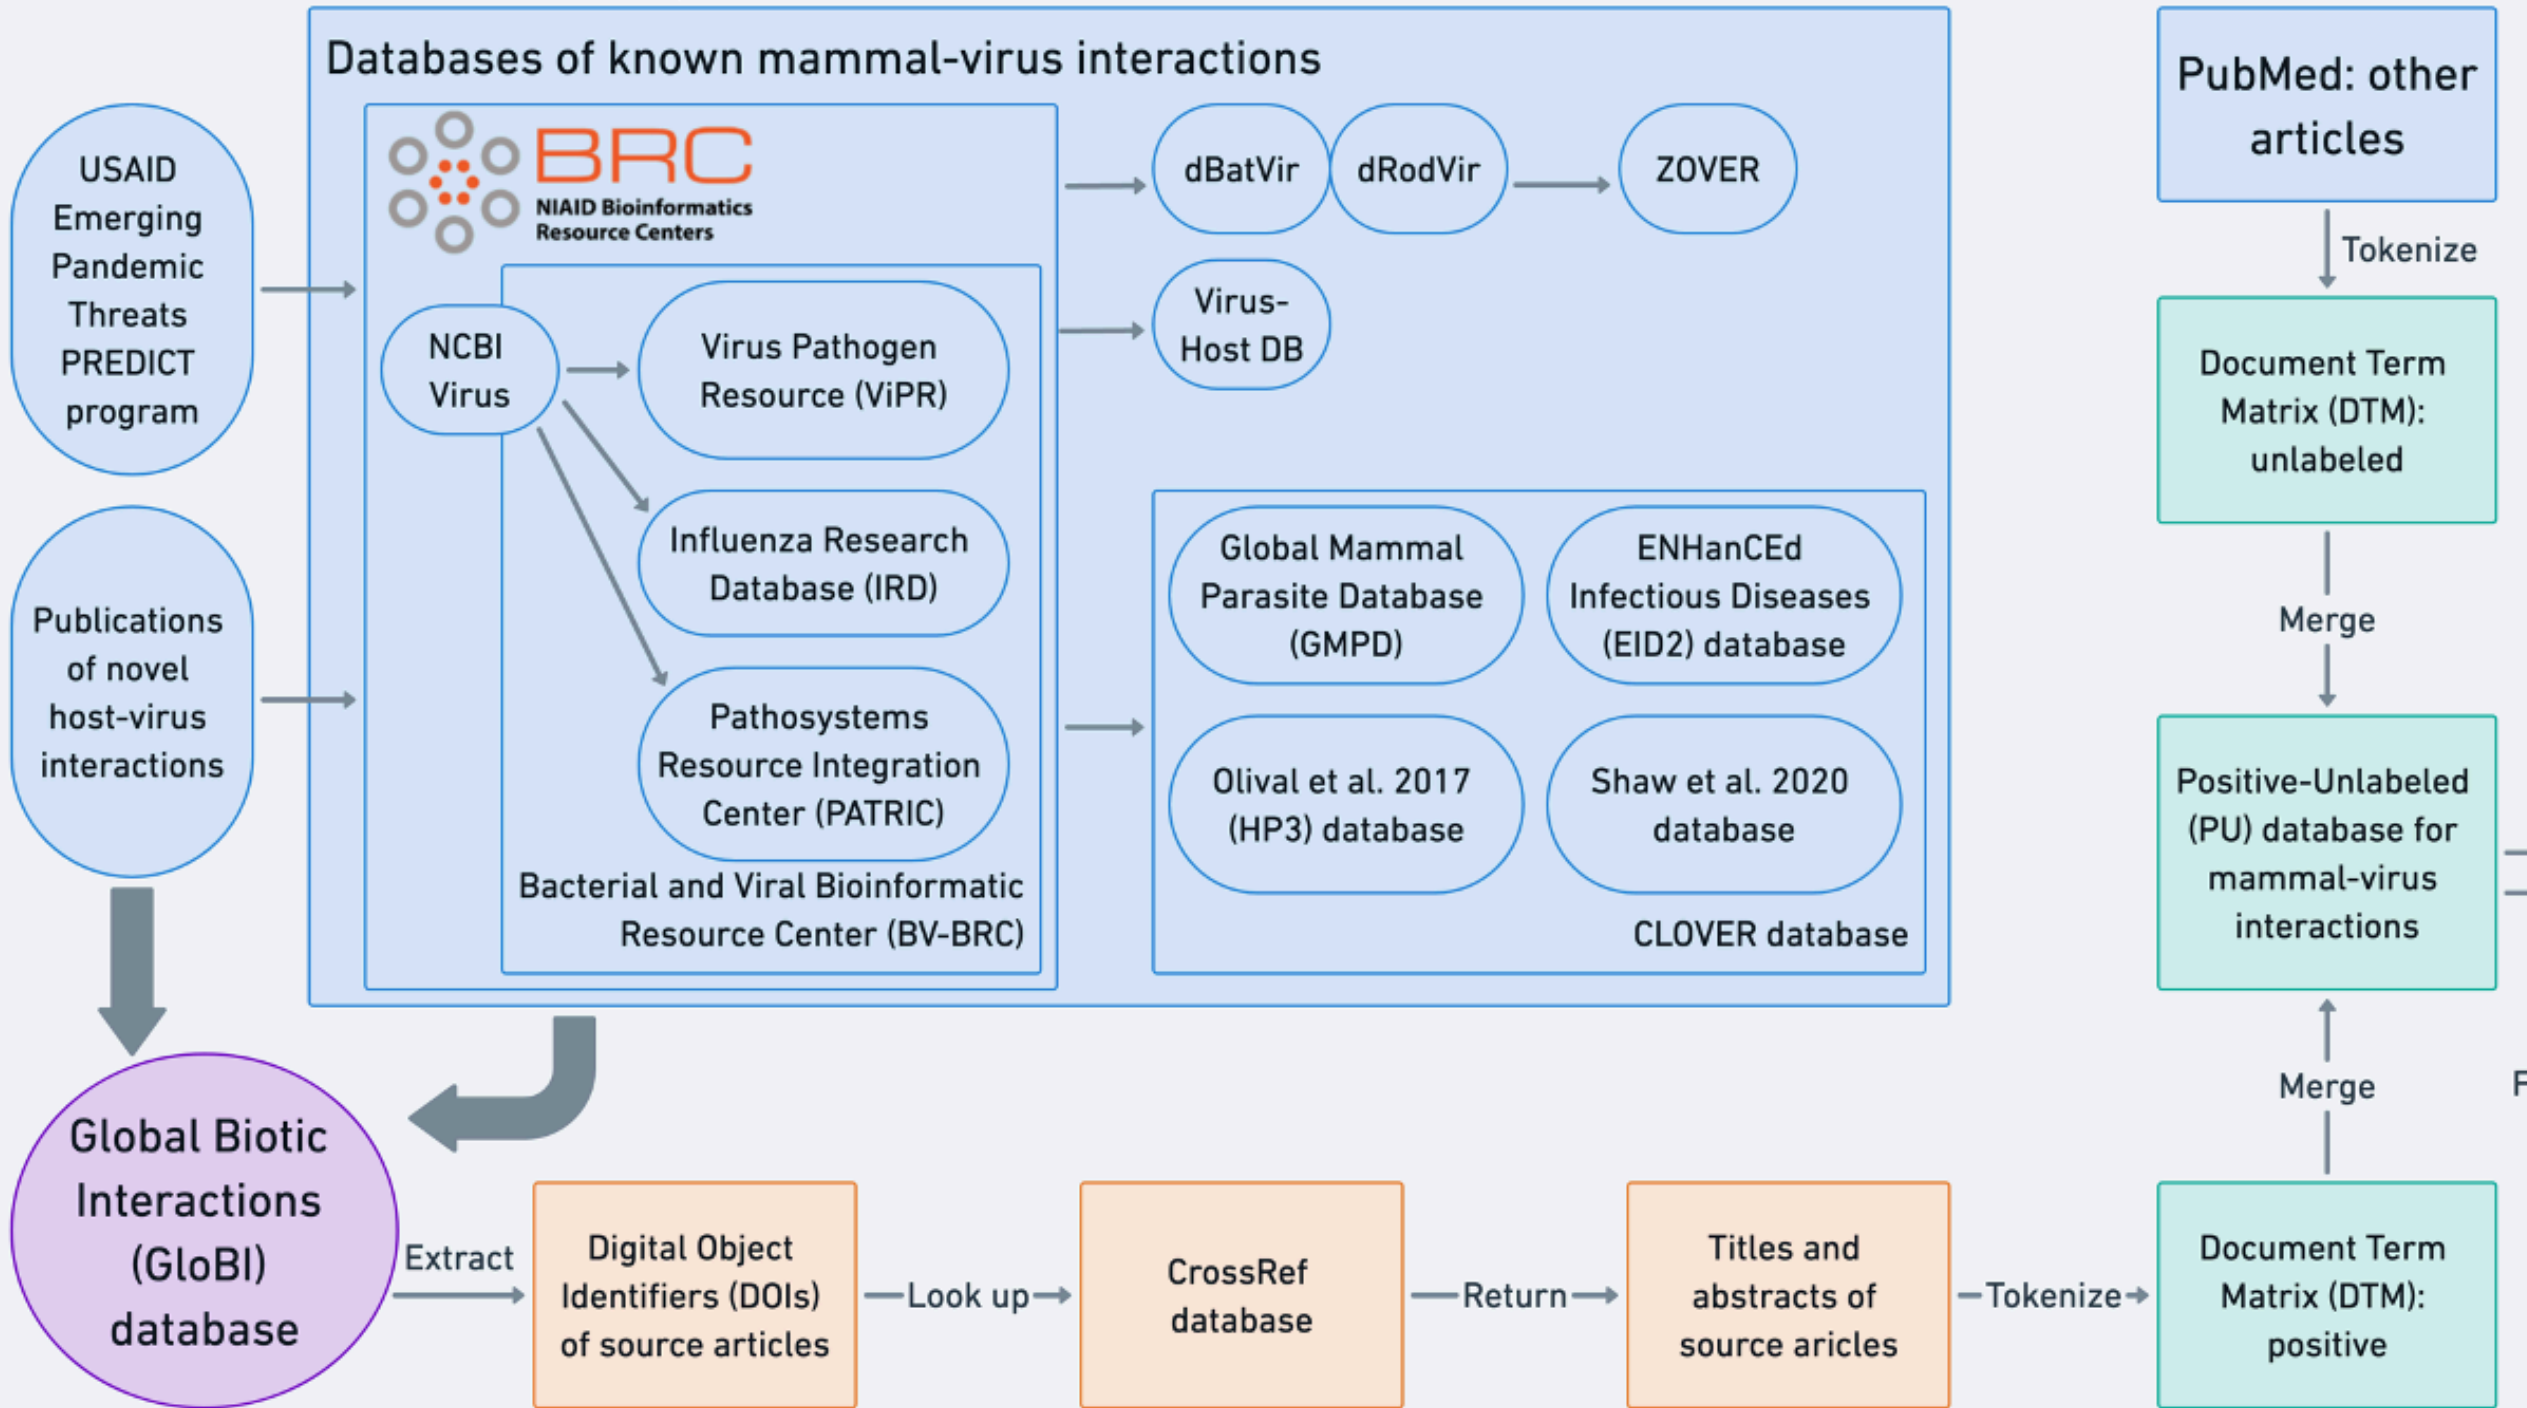 Databases of known mammal-virus interactions
USAID
Emerging
Pandemic
Threats
PREDICT
program
Publications
of novel
host-virus
interactions
BRC
NIAID Bioinformatics
Resource Centers
NCBI
Virus
Virus Pathogen
Resource (ViPR)
Influenza Research
Database (IRD)
Pathosystems
Resource Integration
Center (PATRIC)
Bacterial and Viral Bioinformatic
Resource Center (BV-BRC)
dBatVir
dRodVir
ZOVER
Virus-
Host DB
Global Mammal
Parasite Database
(GMPD)
ENHanCEd
Infectious Diseases
(EID2) database
Olival et al. 2017
(HP3) database
Shaw et al. 2020
database
CLOVER database
Global Biotic
Interactions
(GloBI)
database
Extract
Digital Object
Identifiers (DOIs)
of source articles
Look up
CrossRef
database
Return
Titles and
abstracts of
source aricles
Tokenize
Document Term
Matrix (DTM):
positive
Merge
PubMed: other
articles
Tokenize
Document Term
Matrix (DTM):
unlabeled
Merge
Positive-Unlabeled
(PU) database for
mammal-virus
interactions